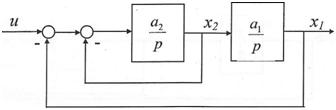 u
-
-
a₂
p
x₂
a₁
p
x₁